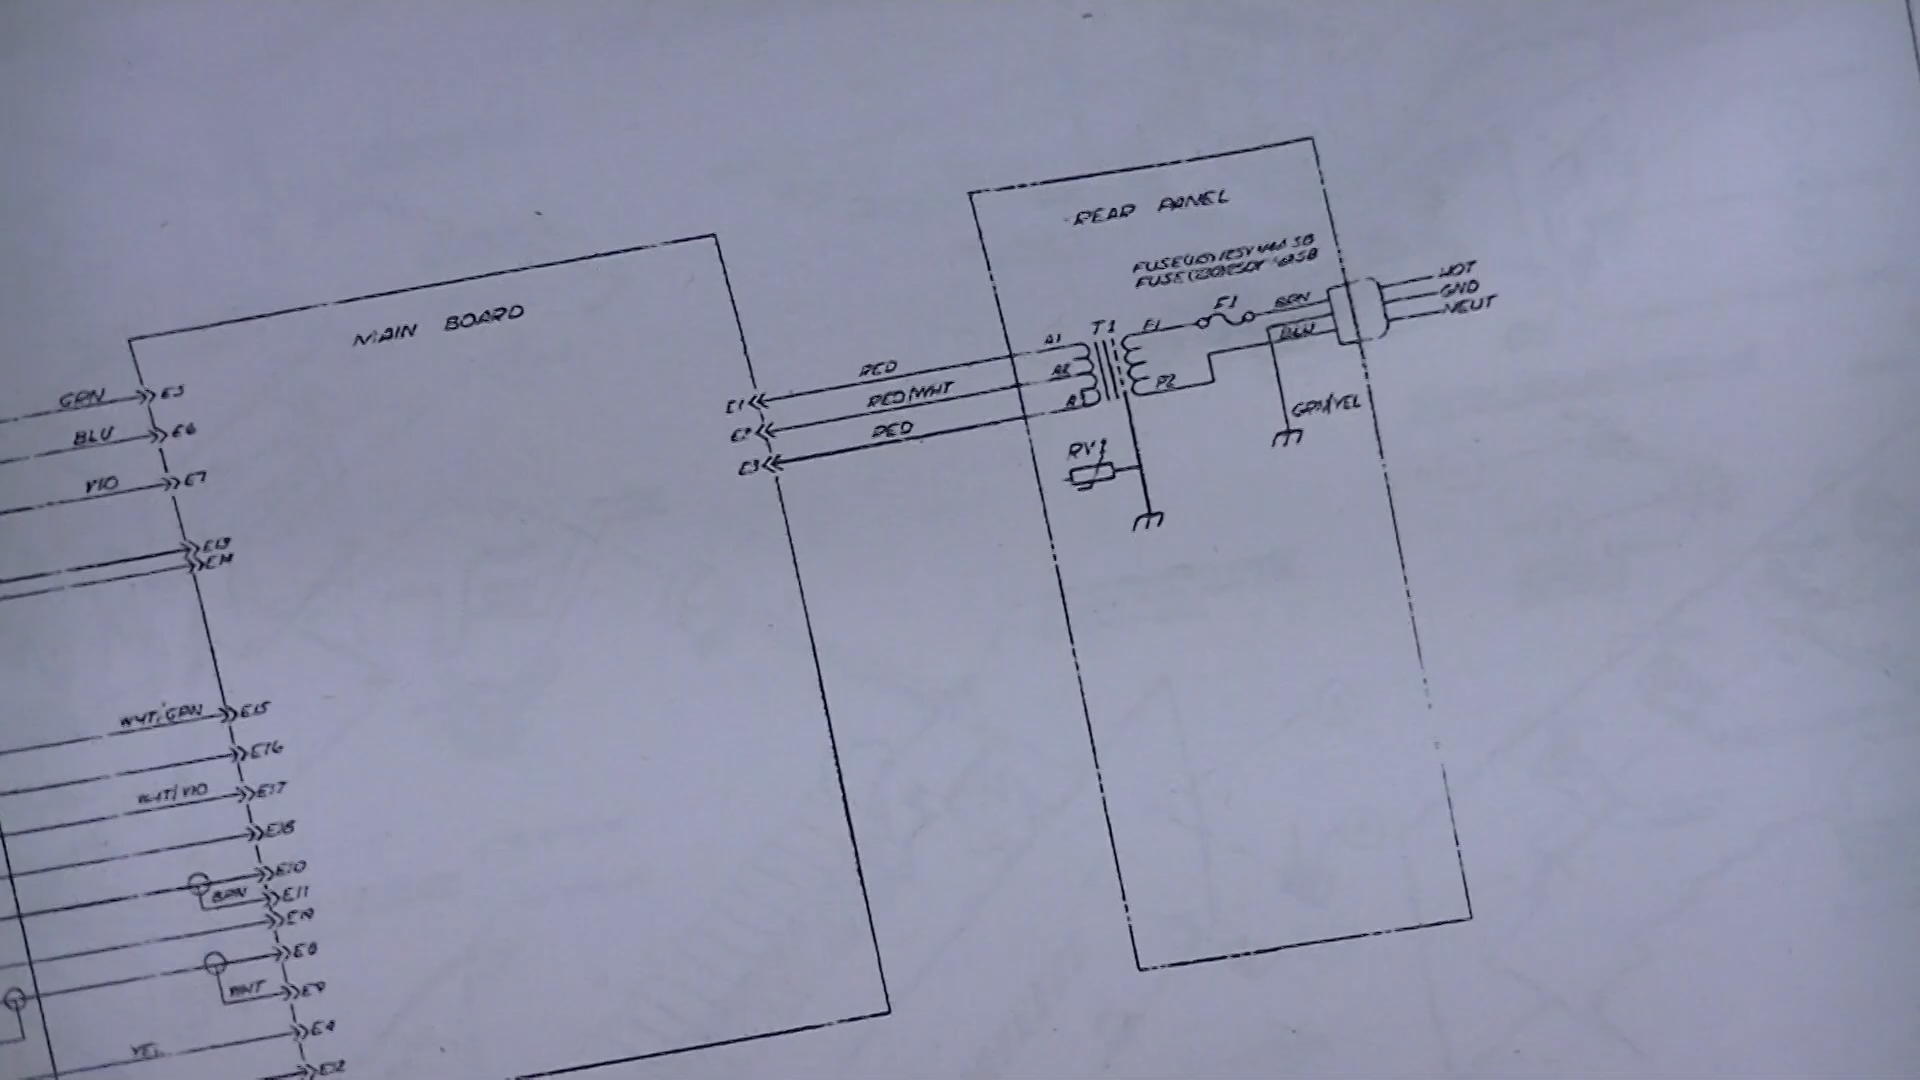 REAR PANEL
MAIN BOARD
HOT
GND
NEUT
F1
BRN
BLU
T1
P2
A1
A2
GRN/YEL
RV1
RED
RED/WHT
RED
E1
E2
E3
GRN
E5
BLU
E6
VIO
E7
E13
E14
WHT/GRN
E15
E16
WHT/VIO
E17
E18
E10
BRN
E11
E8
WHT
E9
YEL
E4
E12